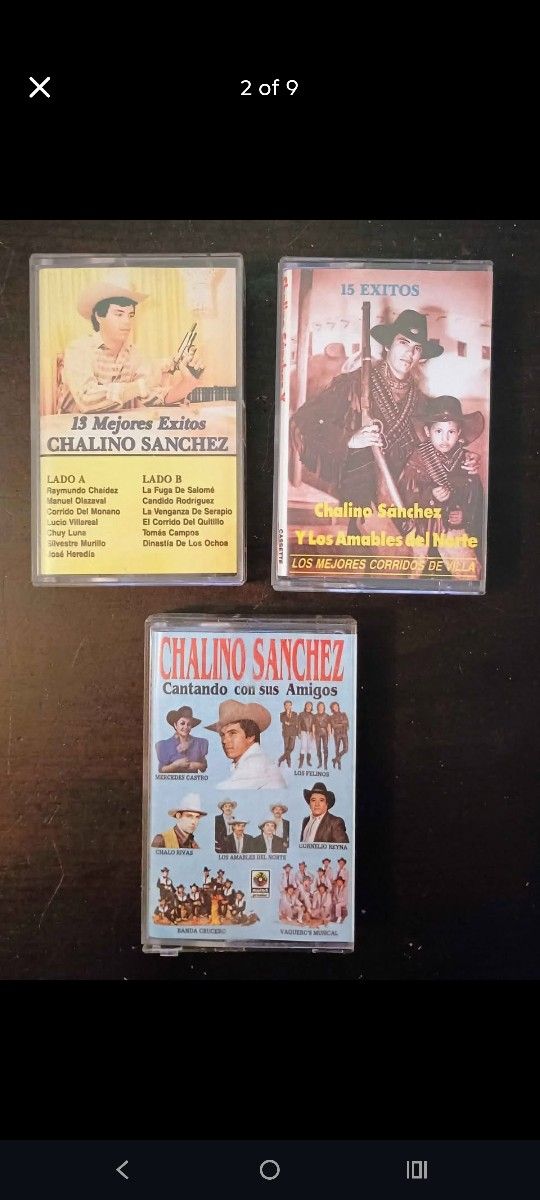 2 of 9
13 Mejores Exitos
CHALINO SANCHEZ
LADO A
Raymundo Chaidez
Manuel Olazaval
Corrido Del Monano
Lucio Villareal
Chuy Luna
Silvestre Murillo
José Heredia
LADO B
La Fuga De Salomé
Candido Rodriguez
La Venganza De Serapio
El Corrido Del Quitillo
Tomás Campos
Dinastía De Los Ochoa
15 EXITOS
Chalino Sánchez
Y Los Amables del Norte
LOS MEJORES CORRIDOS DE VILLA
CASSETTE
CHALINO SANCHEZ
Cantando con sus Amigos
MERCEDES CASTRO
LOS FELINOS
CHALO RIVAS
LOS AMABLES DEL NORTE
CORNELIO REYNA
BANDA CRUCERO
VAQUERO'S MUSICAL